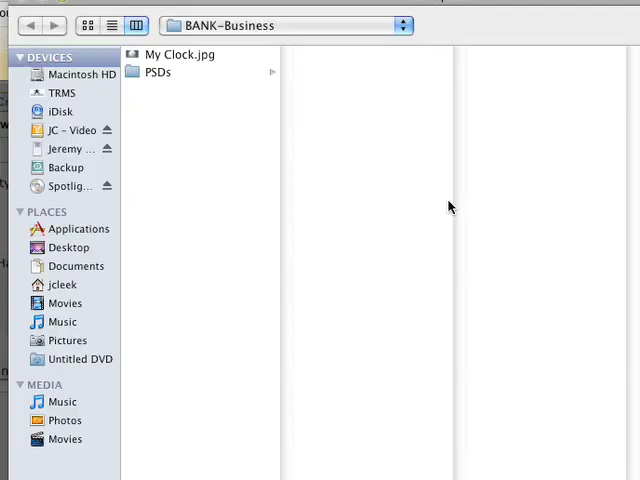 BANK-Business
DEVICES
Macintosh HD
TRMS
iDisk
JC - Video
Jeremy ...
Backup
Spotlig...
PLACES
Applications
Desktop
Documents
jcleek
Movies
Music
Pictures
Untitled DVD
MEDIA
Music
Photos
Movies
My Clock.jpg
PSDs